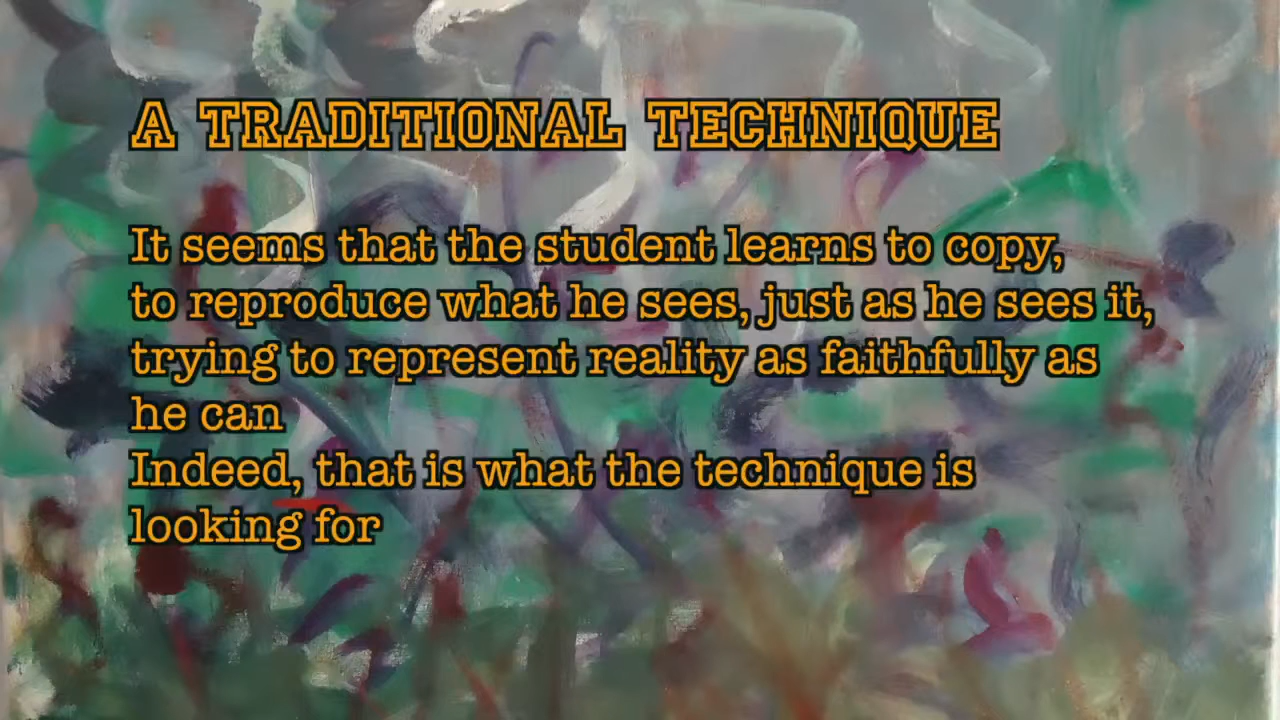 A TRADITIONAL TECHNIQUE
It seems that the student learns to copy,
to reproduce what he sees, just as he sees it,
trying to represent reality as faithfully as
he can
Indeed, that is what the technique is
looking for